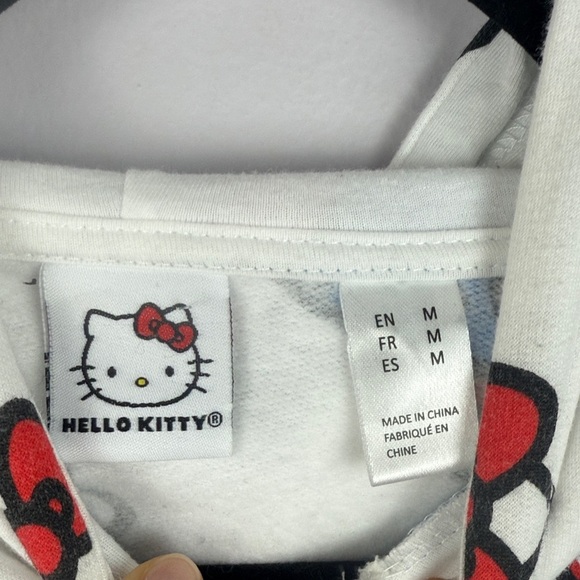 HELLO KITTY®
EN M
FR M
ES M
MADE IN CHINA
FABRIQUÉ EN
CHINE